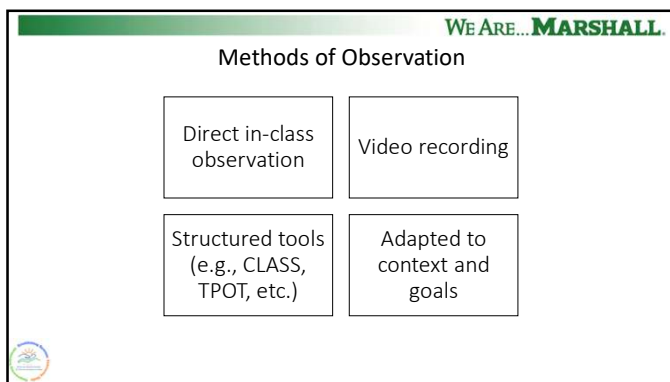 WE ARE... MARSHALL.
Methods of Observation
Direct in-class
observation
Video recording
Structured tools
(e.g., CLASS,
TPOT, etc.)
Adapted to
context and
goals